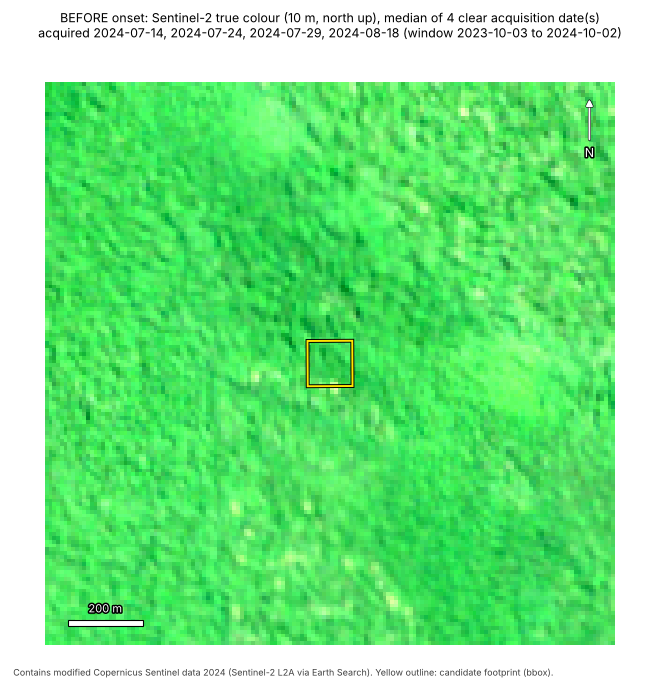 BEFORE onset: Sentinel-2 true colour (10 m, north up), median of 4 clear acquisition date(s)
acquired 2024-07-14, 2024-07-24, 2024-07-29, 2024-08-18 (window 2023-10-03 to 2024-10-02)
N
200 m
Contains modified Copernicus Sentinel data 2024 (Sentinel-2 L2A via Earth Search). Yellow outline: candidate footprint (bbox).